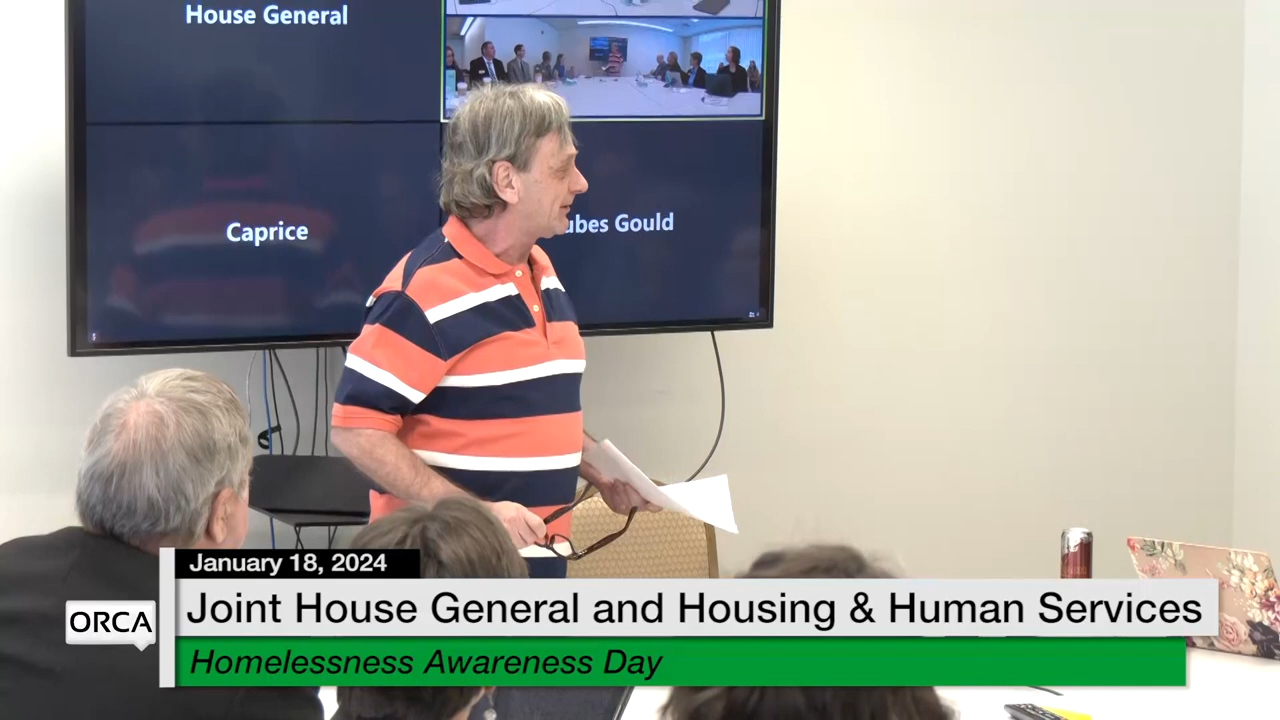 House General
Caprice
ubes Gould
January 18, 2024
ORCA
Joint House General and Housing & Human Services
Homelessness Awareness Day